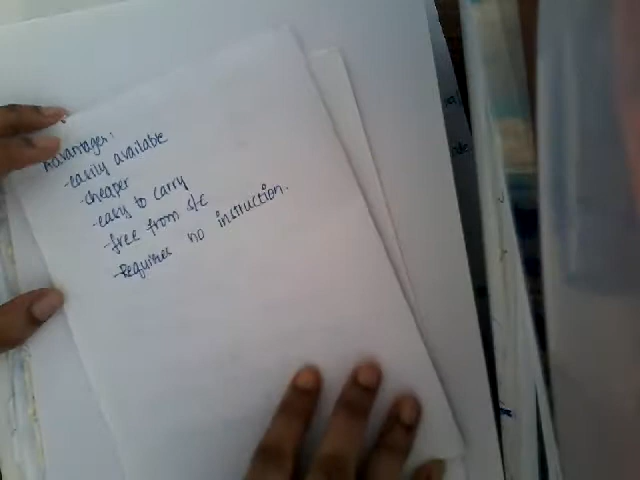 Advantages:
-easily available
-cheaper
-easy to carry
-free from s/e
-Requires no instruction.